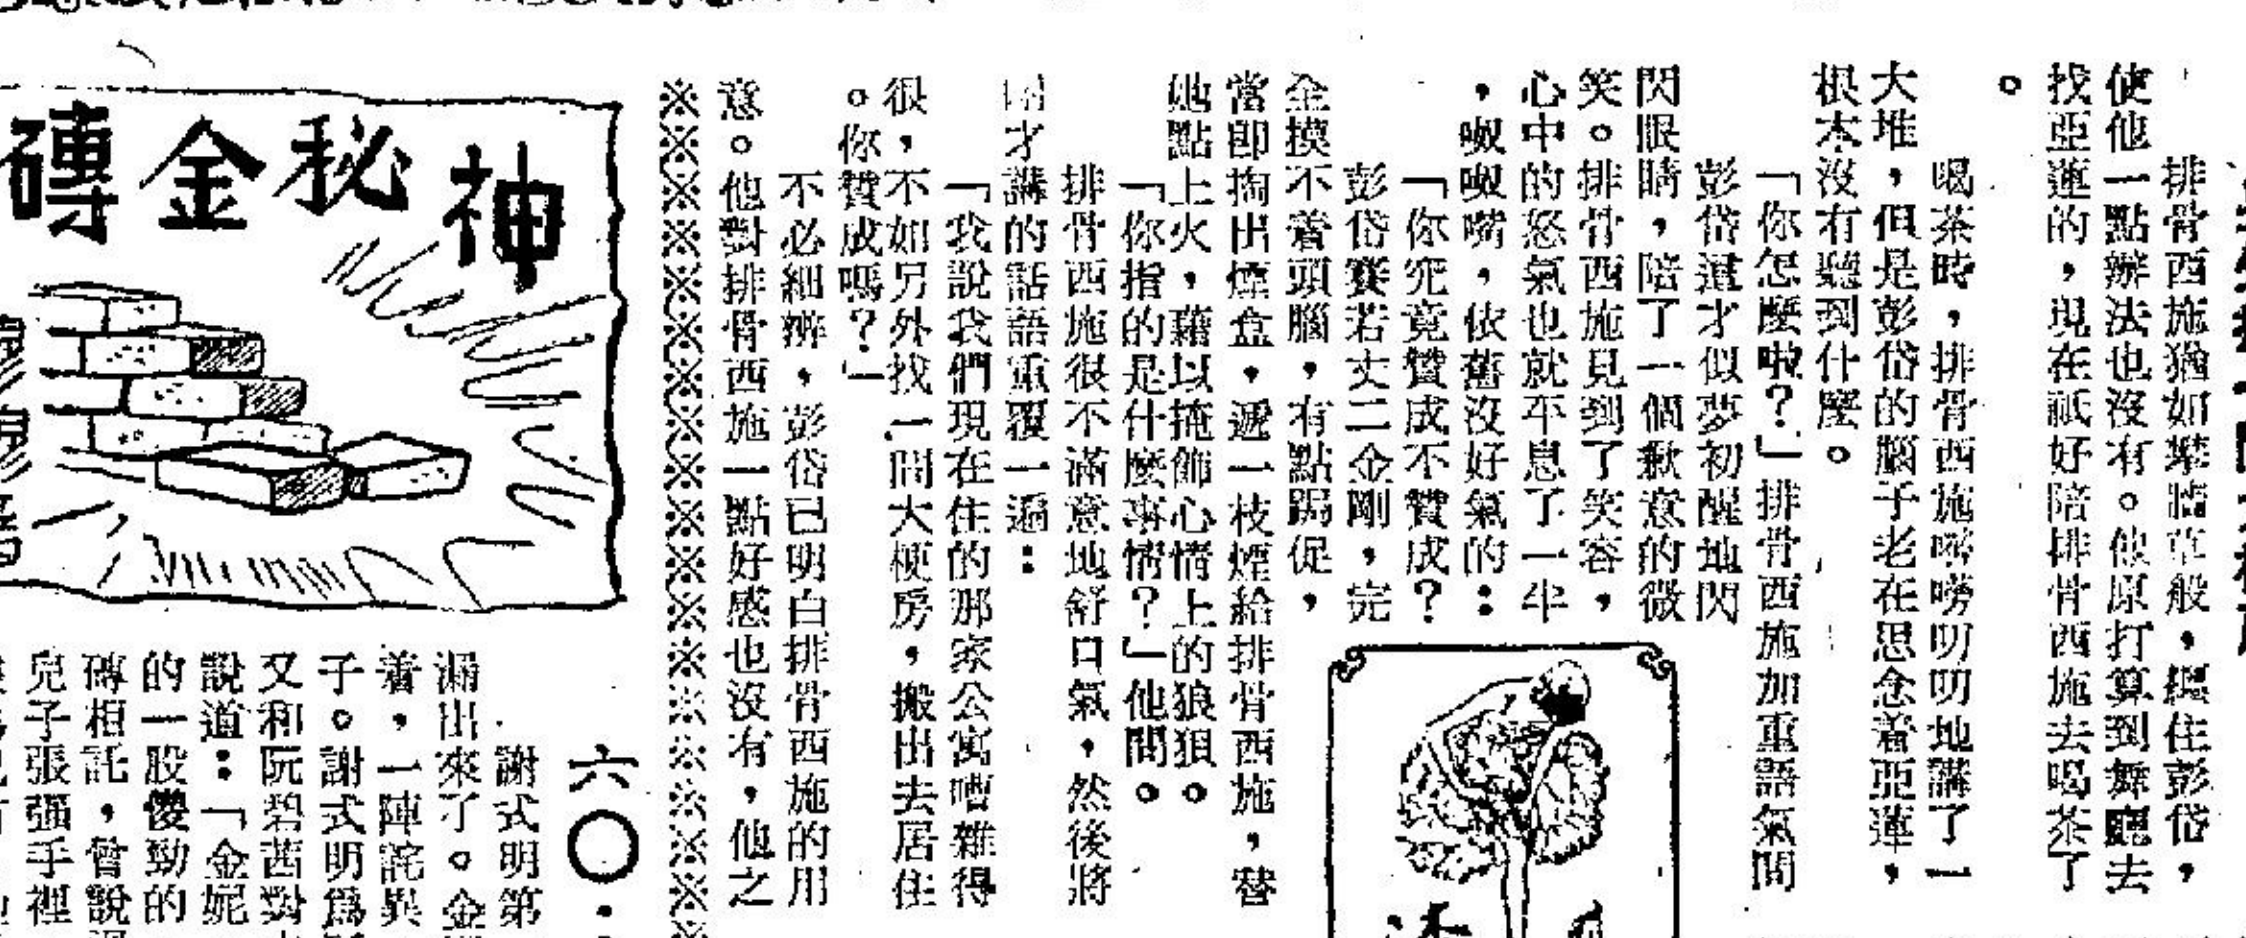 排骨西施猶如攀牆草般，纒住彭岱，
使他一點辦法也沒有。他原打算到舞廳去
找亞蓮的，現在祇好陪排骨西施去喝茶了
。
喝茶時，排骨西施嘮嘮叨叨地講了一
大堆，但是彭岱的腦子老在思念着亞蓮，
根本沒有聽到什麼。
「你怎麼啦？」排骨西施加重語氣問
彭岱這才似夢初醒地閃
閃眼睛，陪了一個歉意的微
笑。排骨西施見到了笑容，
心中的怒氣也就平息了一半
，呶呶嘴，依舊沒好氣的：
「你究竟贊成不贊成？
彭岱賽若丈二金剛，完
全摸不着頭腦，有點跼促，
當即掏出煙盒，遞一枝煙給排骨西施，替
她點上火，藉以掩飾心情上的狼狽。
「你指的是什麼事情？」他問。
排骨西施很不滿意地舒口氣，然後將
才講的話語重覆一遍：
「我說我們現在住的那家公寓嘈雜得
很，不如另外找一間大梗房，搬出去居住
。你贊成嗎？」
不必細辨，彭岱已明白排骨西施的用
意。他對排骨西施一點好感也沒有，他之
※※※※※※※※※※※※※※※※※※
神秘金磚
六〇
謝式明第
漏出來了。金
着，一陣詫異
子。謝式明爲
又和阮碧茜對
說道：「金妮
的一股傻勁的
磚相託，曾說
兒子張強手裡